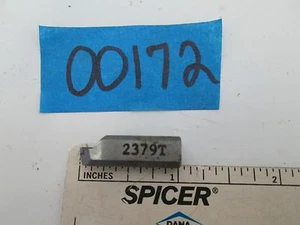 00172
2379T
INCHES 1 2
SPICER®
DANA